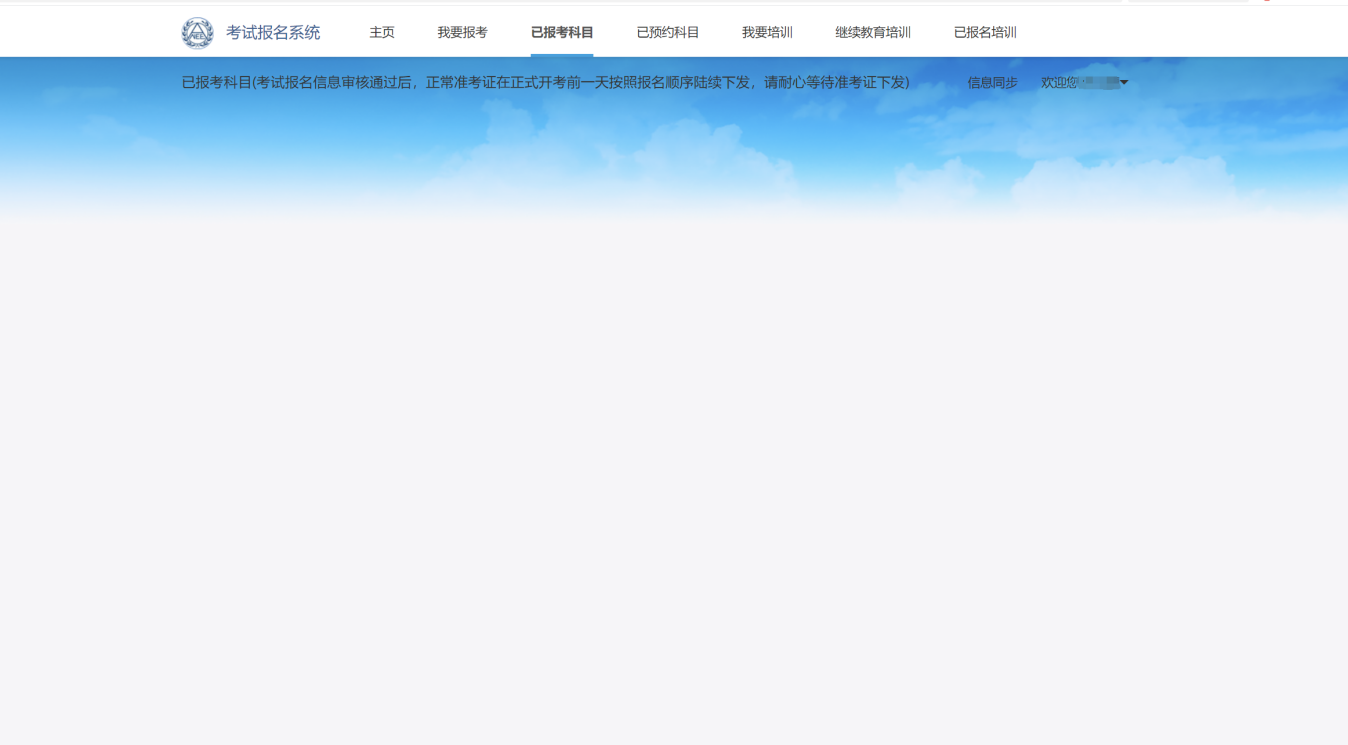 考试报名系统 主页 我要报考 已报考科目 已预约科目 我要培训 继续教育培训 已报名培训
已报考科目(考试报名信息审核通过后，正常准考证在正式开考前一天按照报名顺序陆续下发，请耐心等待准考证下发) 信息同步 欢迎您